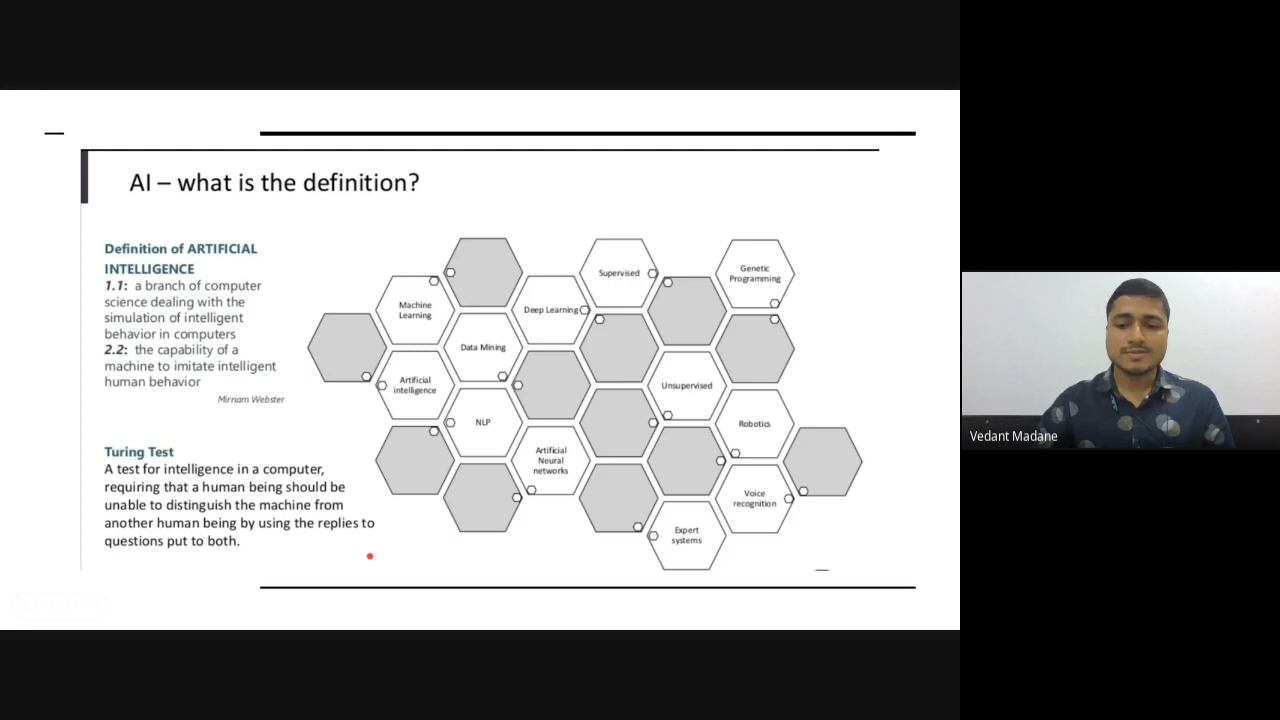 AI – what is the definition?
Definition of ARTIFICIAL
INTELLIGENCE
1.1: a branch of computer
science dealing with the
simulation of intelligent
behavior in computers
2.2: the capability of a
machine to imitate intelligent
human behavior
Mirriam Webster
Turing Test
A test for intelligence in a computer,
requiring that a human being should be
unable to distinguish the machine from
another human being by using the replies to
questions put to both.
Supervised
Genetic
Programming
Machine
Learning
Deep Learning
Data Mining
Artificial
intelligence
Unsupervised
NLP
Robotics
Artificial
Neural
networks
Voice
recognition
Expert
systems
Vedant Madane